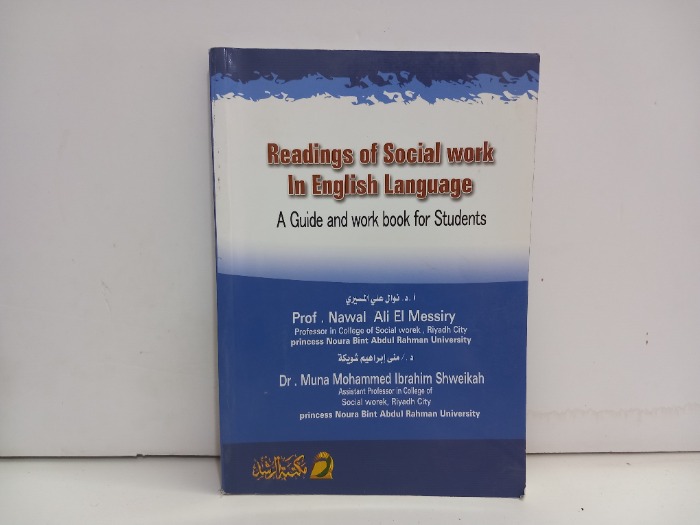 Readings of Social work
In English Language
A Guide and work book for Students
ا.د. نوال علي المسيري
Prof . Nawal Ali El Messiry
Professor in College of Social worek , Riyadh City
princess Noura Bint Abdul Rahman University
د./منى إبراهيم شويكة
Dr . Muna Mohammed Ibrahim Shweikah
Assistant Professor in College of
Social worek, Riyadh City
princess Noura Bint Abdul Rahman University
مكتبة الرشد